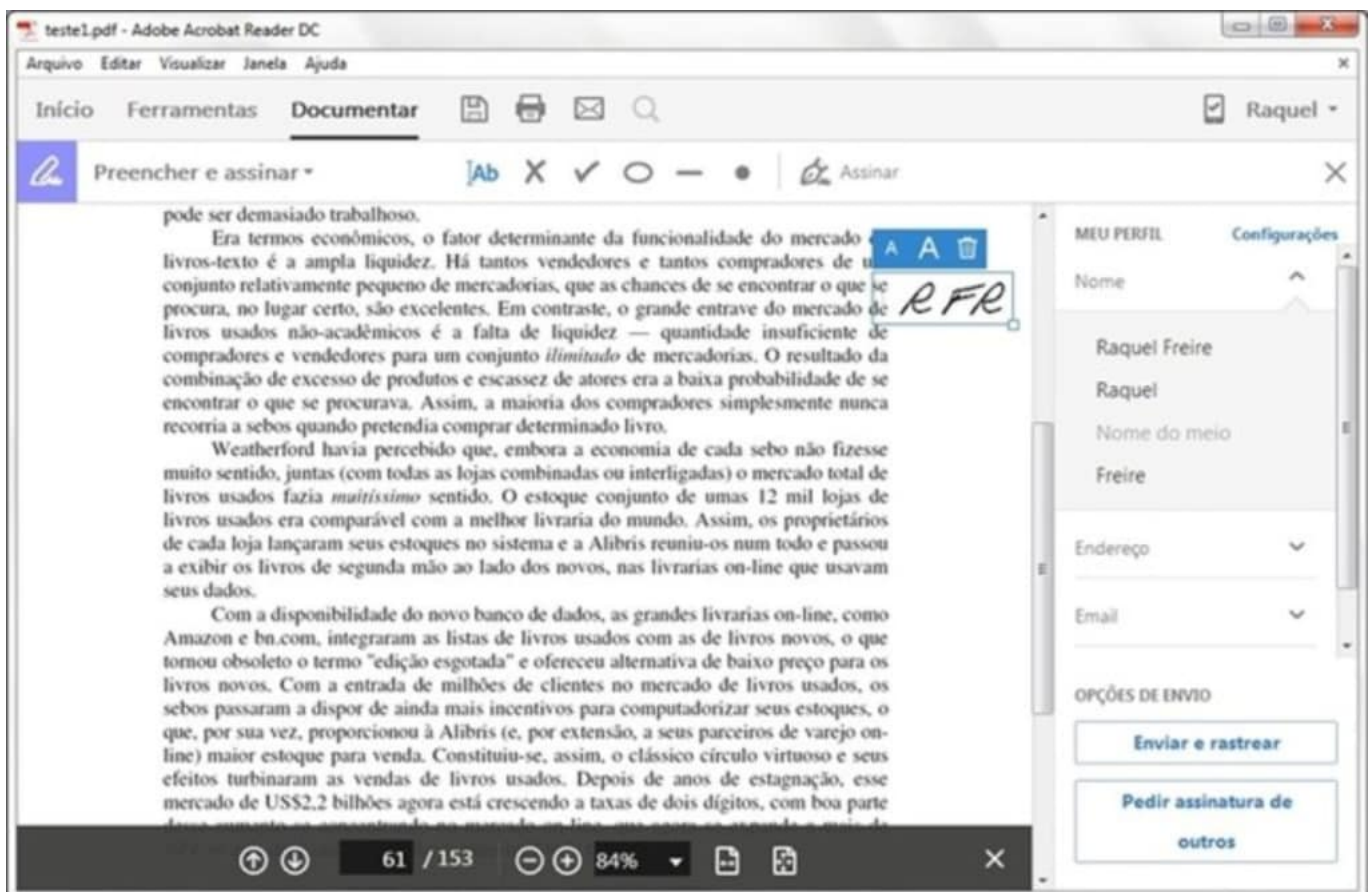 teste1.pdf - Adobe Acrobat Reader DC
Arquivo Editar Visualizar Janela Ajuda
Início Ferramentas Documentar Raquel
Preencher e assinar Ab Assinar
pode ser demasiado trabalhoso.
Era termos econômicos, o fator determinante da funcionalidade do mercado
livros-texto é a ampla liquidez. Há tantos vendedores e tantos compradores de
conjunto relativamente pequeno de mercadorias, que as chances de se encontrar o que se
procura, no lugar certo, são excelentes. Em contraste, o grande entrave do mercado de
livros usados não-acadêmicos é a falta de liquidez — quantidade insuficiente de
compradores e vendedores para um conjunto ilimitado de mercadorias. O resultado da
combinação de excesso de produtos e escassez de atores era a baixa probabilidade de se
encontrar o que se procurava. Assim, a maioria dos compradores simplesmente nunca
recorria a sebos quando pretendia comprar determinado livro.
Weatherford havia percebido que, embora a economia de cada sebo não fizesse
muito sentido, juntas (com todas as lojas combinadas ou interligadas) o mercado total de
livros usados fazia muitíssimo sentido. O estoque conjunto de umas 12 mil lojas de
livros usados era comparável com a melhor livraria do mundo. Assim, os proprietários
de cada loja lançaram seus estoques no sistema e a Alibris reuniu-os num todo e passou
a exibir os livros de segunda mão ao lado dos novos, nas livrarias on-line que usavam
seus dados.
Com a disponibilidade do novo banco de dados, as grandes livrarias on-line, como
Amazon e bn.com, integraram as listas de livros usados com as de livros novos, o que
tornou obsoleto o termo "edição esgotada" e ofereceu alternativa de baixo preço para os
livros novos. Com a entrada de milhões de clientes no mercado de livros usados, os
sebos passaram a dispor de ainda mais incentivos para computadorizar seus estoques, o
que, por sua vez, proporcionou à Alibris (e, por extensão, a seus parceiros de varejo on-
line) maior estoque para venda. Constituiu-se, assim, o clássico círculo virtuoso e seus
efeitos turbinaram as vendas de livros usados. Depois de anos de estagnação, esse
mercado de US$2,2 bilhões agora está crescendo a taxas de dois dígitos, com boa parte
A A
R FR
61 / 153 84%
MEU PERFIL Configurações
Nome
Raquel Freire
Raquel
Nome do meio
Freire
Endereço
Email
OPÇÕES DE ENVIO
Enviar e rastrear
Pedir assinatura de
outros